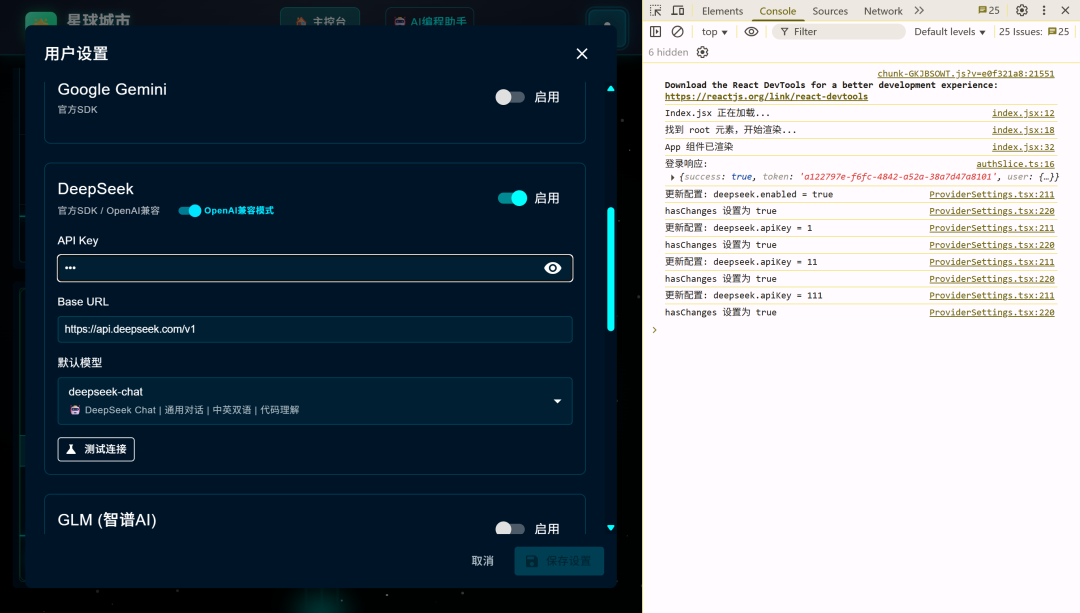 星球城市
主控台
AI编程助手
用户设置
Google Gemini
官方SDK
启用
DeepSeek
官方SDK / OpenAI兼容
OpenAI兼容模式
启用
API Key
•••
Base URL
https://api.deepseek.com/v1
默认模型
deepseek-chat
DeepSeek Chat | 通用对话 | 中英双语 | 代码理解
测试连接
GLM (智谱AI)
启用
取消
保存设置
Elements
Console
Sources
Network
25
top
Filter
Default levels
25 Issues:
25
6 hidden
chunk-GKJBSOWT.js?v=e0f321a8:21551
Download the React DevTools for a better development experience:
https://reactjs.org/link/react-devtools
Index.jsx 正在加载... index.jsx:12
找到 root 元素，开始渲染... index.jsx:18
App 组件已渲染 index.jsx:32
登录响应: authSlice.ts:16
{success: true, token: 'a122797e-f6fc-4842-a52a-38a7d47a8101', user: {…}}
更新配置: deepseek.enabled = true ProviderSettings.tsx:211
hasChanges 设置为 true ProviderSettings.tsx:220
更新配置: deepseek.apiKey = 1 ProviderSettings.tsx:211
hasChanges 设置为 true ProviderSettings.tsx:220
更新配置: deepseek.apiKey = 11 ProviderSettings.tsx:211
hasChanges 设置为 true ProviderSettings.tsx:220
更新配置: deepseek.apiKey = 111 ProviderSettings.tsx:211
hasChanges 设置为 true ProviderSettings.tsx:220